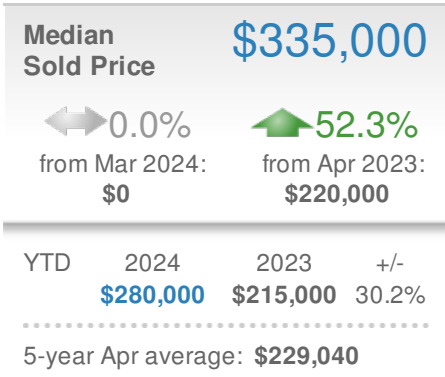 Median
Sold Price
$335,000
0.0%
52.3%
from Mar 2024:
from Apr 2023:
$0
$220,000
YTD 2024 2023 +/-
$280,000 $215,000 30.2%
5-year Apr average: $229,040